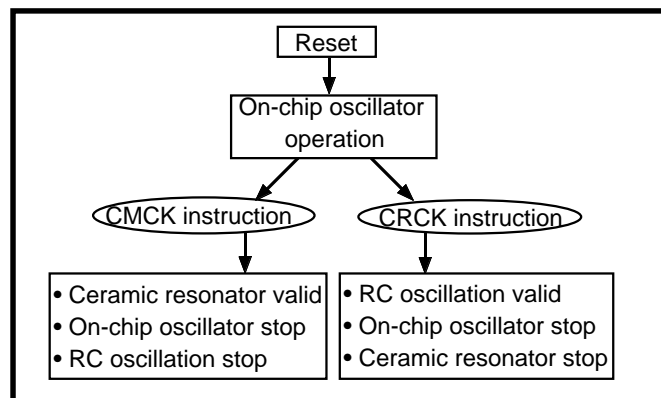 Reset
On-chip oscillator
operation
CMCK instruction
CRCK instruction
• Ceramic resonator valid
• On-chip oscillator stop
• RC oscillation stop
• RC oscillation valid
• On-chip oscillator stop
• Ceramic resonator stop